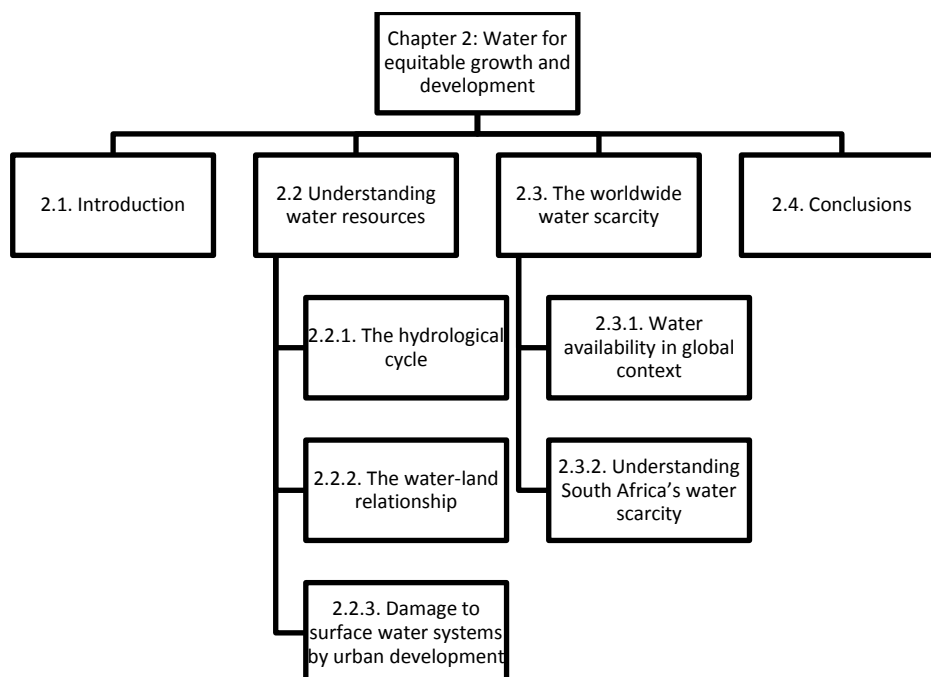 Chapter 2: Water for
equitable growth and
development
2.1. Introduction
2.2 Understanding
water resources
2.3. The worldwide
water scarcity
2.4. Conclusions
2.2.1. The hydrological
cycle
2.2.2. The water-land
relationship
2.2.3. Damage to
surface water systems
by urban development
2.3.1. Water
availability in global
context
2.3.2. Understanding
South Africa’s water
scarcity